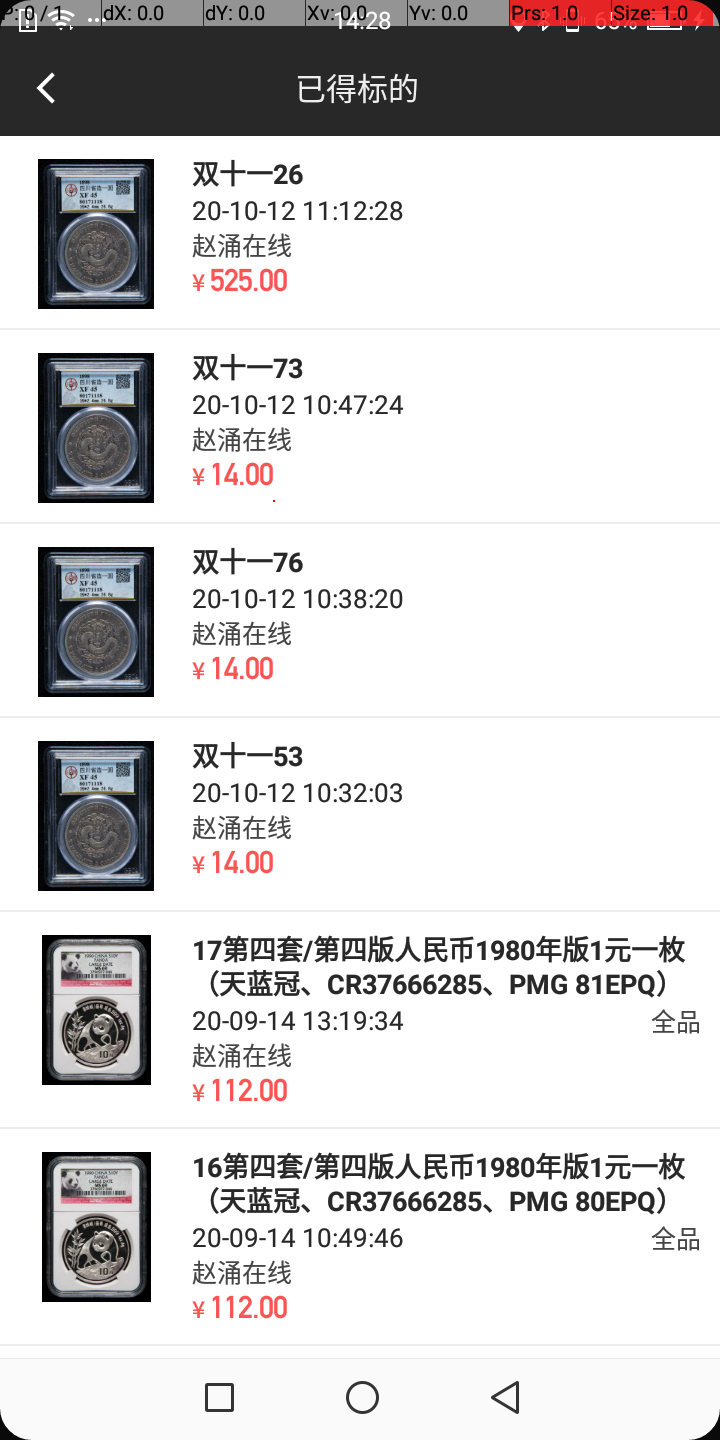 P: 0 / 1
dX: 0.0
dY: 0.0
Xv: 0.0
Yv: 0.0
Prs: 1.0
Size: 1.0
14:28
已得标的
双十一26
20-10-12 11:12:28
赵涌在线
¥ 525.00
双十一73
20-10-12 10:47:24
赵涌在线
¥ 14.00
双十一76
20-10-12 10:38:20
赵涌在线
¥ 14.00
双十一53
20-10-12 10:32:03
赵涌在线
¥ 14.00
17第四套/第四版人民币1980年版1元一枚
（天蓝冠、CR37666285、PMG 81EPQ）
20-09-14 13:19:34
全品
赵涌在线
¥ 112.00
16第四套/第四版人民币1980年版1元一枚
（天蓝冠、CR37666285、PMG 80EPQ）
20-09-14 10:49:46
全品
赵涌在线
¥ 112.00